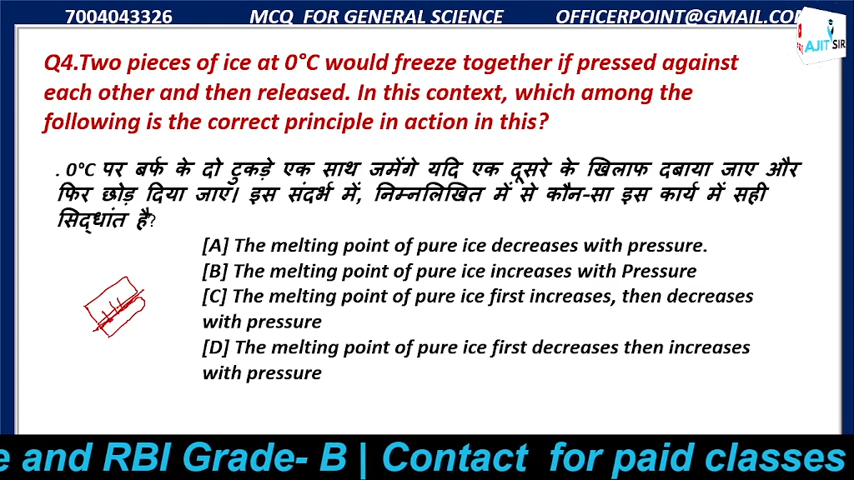 7004043326 MCQ FOR GENERAL SCIENCE OFFICERPOINT@GMAIL.COM
AJIT SIR
Q4.Two pieces of ice at 0°C would freeze together if pressed against
each other and then released. In this context, which among the
following is the correct principle in action in this?
. 0°C पर बर्फ के दो टुकड़े एक साथ जमेंगे यदि एक दूसरे के खिलाफ दबाया जाए और
फिर छोड़ दिया जाए। इस संदर्भ में, निम्नलिखित में से कौन-सा इस कार्य में सही
सिद्धांत है?
[A] The melting point of pure ice decreases with pressure.
[B] The melting point of pure ice increases with Pressure
[C] The melting point of pure ice first increases, then decreases
with pressure
[D] The melting point of pure ice first decreases then increases
with pressure
e and RBI Grade- B | Contact for paid classes